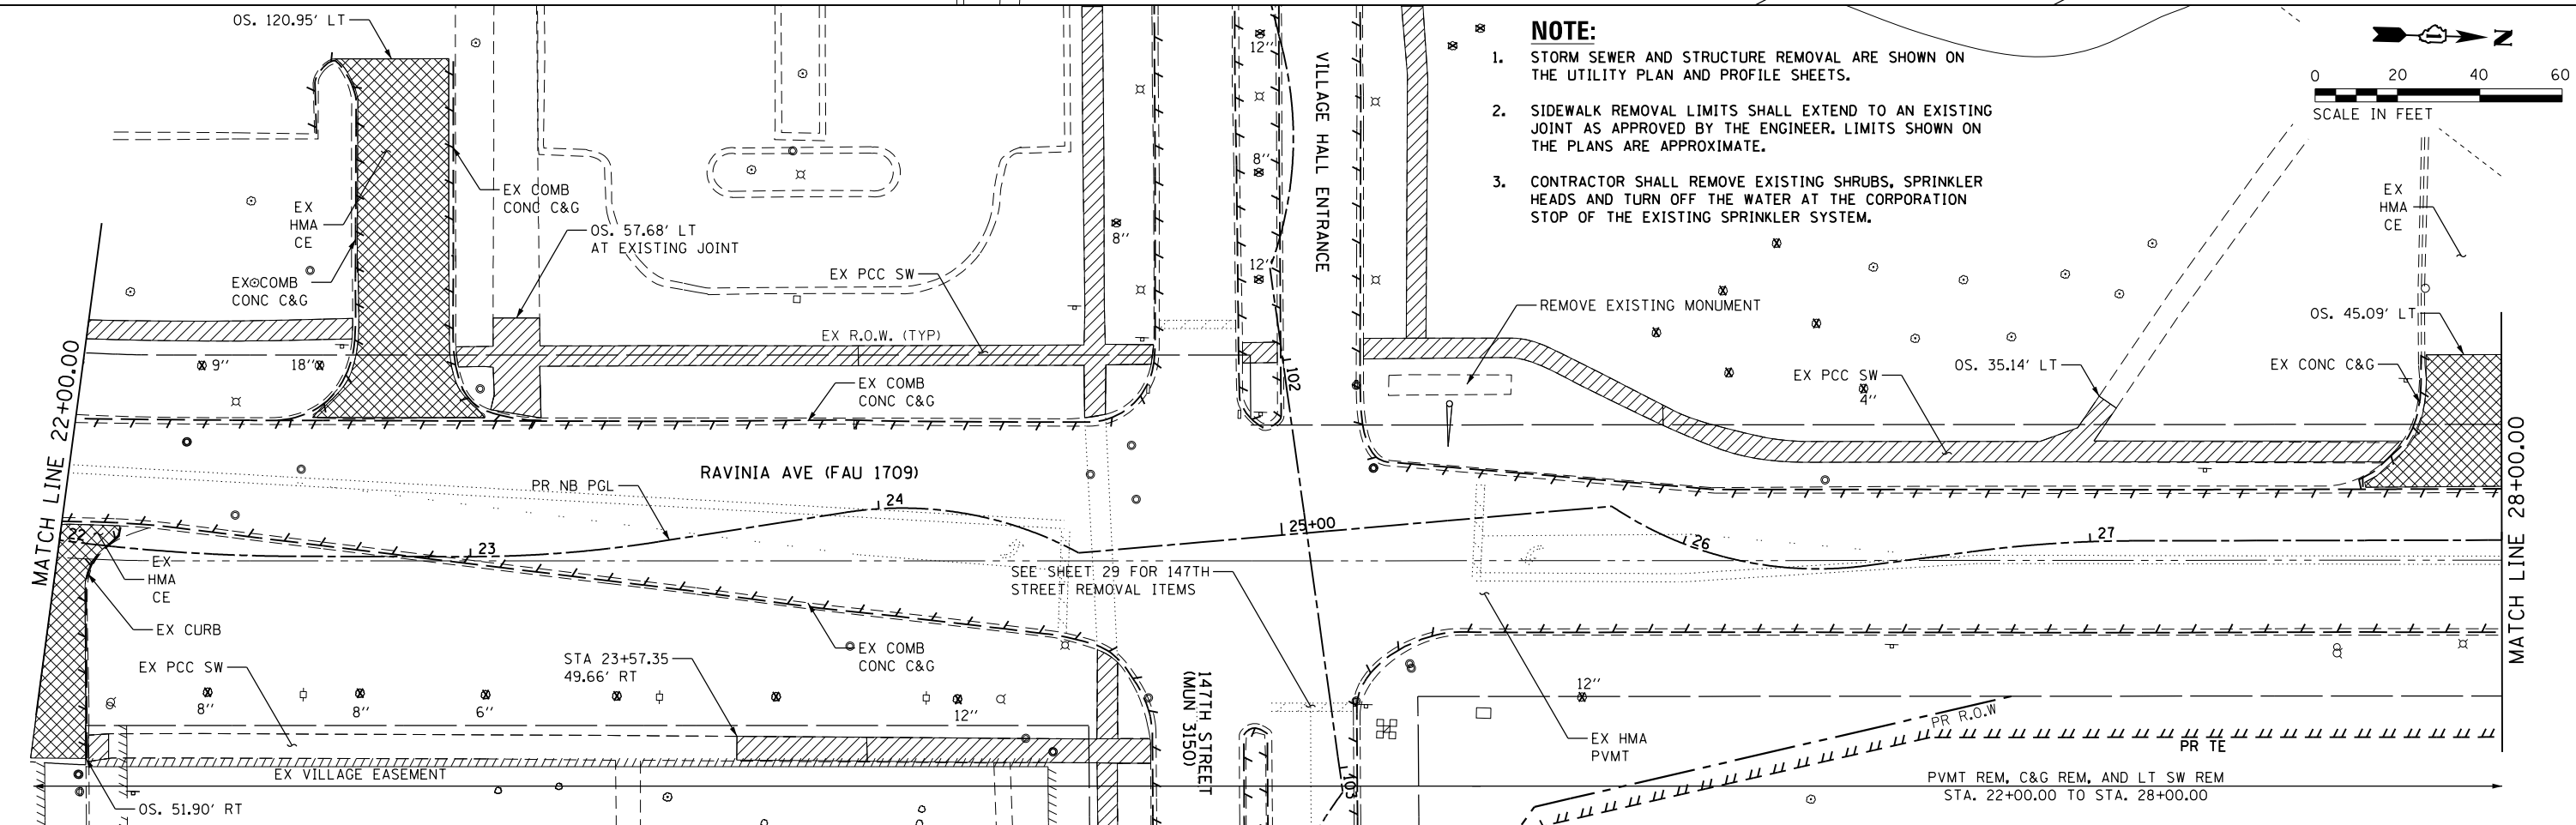 OS. 120.95' LT
12''
VILLAGE HALL ENTRANCE
NOTE:
1. STORM SEWER AND STRUCTURE REMOVAL ARE SHOWN ON
THE UTILITY PLAN AND PROFILE SHEETS.
2. SIDEWALK REMOVAL LIMITS SHALL EXTEND TO AN EXISTING
JOINT AS APPROVED BY THE ENGINEER. LIMITS SHOWN ON
THE PLANS ARE APPROXIMATE.
3. CONTRACTOR SHALL REMOVE EXISTING SHRUBS, SPRINKLER
HEADS AND TURN OFF THE WATER AT THE CORPORATION
STOP OF THE EXISTING SPRINKLER SYSTEM.
N
0 20 40 60
SCALE IN FEET
8''
EX
HMA
CE
EX COMB
CONC C&G
EX
HMA
CE
OS. 57.68' LT
AT EXISTING JOINT
8''
12''
EX COMB
CONC C&G
EX PCC SW
REMOVE EXISTING MONUMENT
OS. 45.09' LT
EX R.O.W. (TYP)
MATCH LINE 22+00.00
9''
18''
102
EX COMB
CONC C&G
EX PCC SW
4''
OS. 35.14' LT
EX CONC C&G
MATCH LINE 28+00.00
RAVINIA AVE (FAU 1709)
PR NB PGL
22
23
24
25+00
26
27
EX
HMA
CE
SEE SHEET 29 FOR 147TH
STREET REMOVAL ITEMS
EX CURB
EX COMB
CONC C&G
EX PCC SW
STA 23+57.35
49.66' RT
147TH STREET
(MUN 3150)
8''
8''
6''
12''
12''
EX HMA
PVMT
PR R.O.W
PR TE
EX VILLAGE EASEMENT
103
PVMT REM, C&G REM, AND LT SW REM
STA. 22+00.00 TO STA. 28+00.00
OS. 51.90' RT